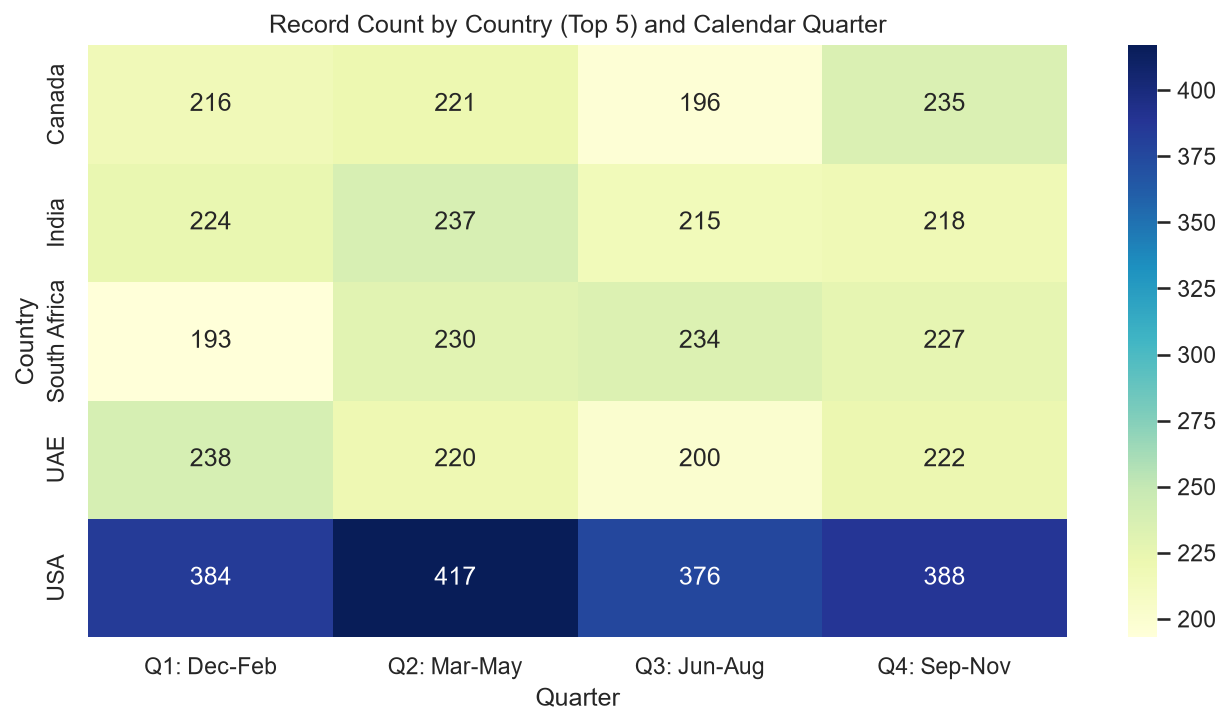 Record Count by Country (Top 5) and Calendar Quarter
Country
Canada 216 221 196 235
India 224 237 215 218
South Africa 193 230 234 227
UAE 238 220 200 222
USA 384 417 376 388
Q1: Dec-Feb Q2: Mar-May Q3: Jun-Aug Q4: Sep-Nov
Quarter
400
375
350
325
300
275
250
225
200